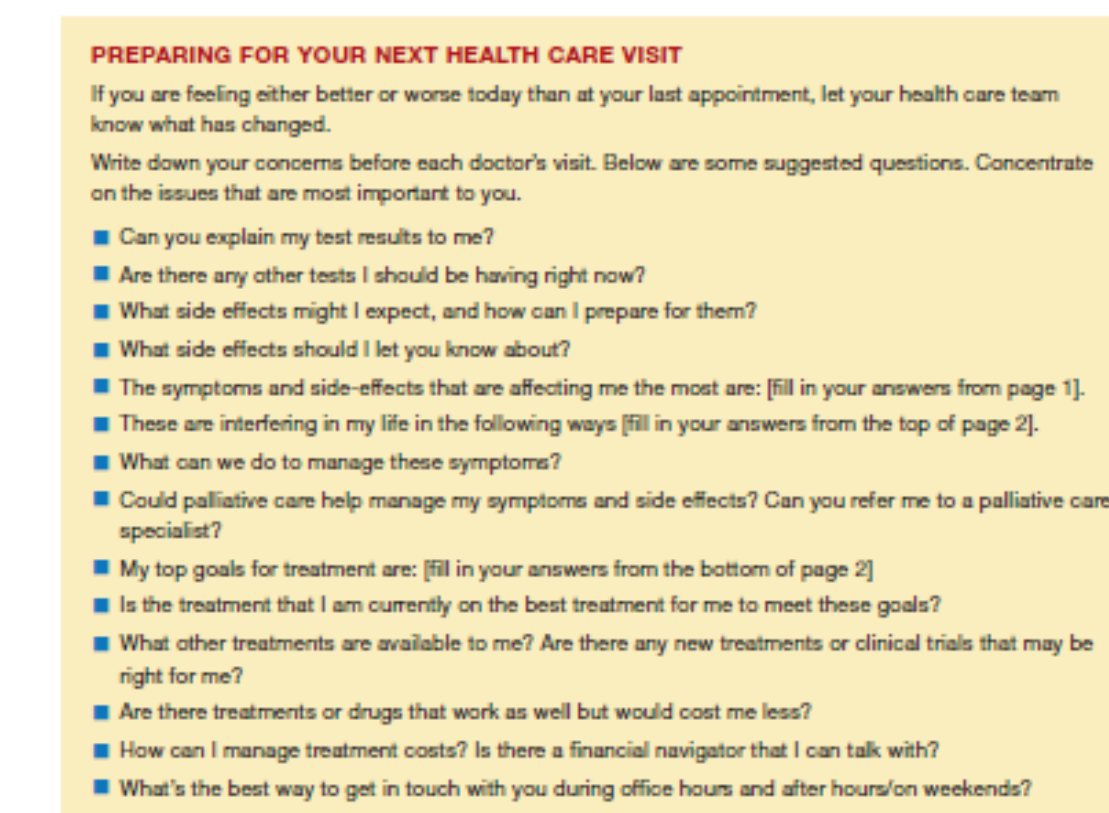 PREPARING FOR YOUR NEXT HEALTH CARE VISIT
If you are feeling either better or worse today than at your last appointment, let your health care team
know what has changed.
Write down your concerns before each doctor's visit. Below are some suggested questions. Concentrate
on the issues that are most important to you.
■ Can you explain my test results to me?
■ Are there any other tests I should be having right now?
■ What side effects might I expect, and how can I prepare for them?
■ What side effects should I let you know about?
■ The symptoms and side-effects that are affecting me the most are: [fill in your answers from page 1].
■ These are interfering in my life in the following ways [fill in your answers from the top of page 2].
■ What can we do to manage these symptoms?
■ Could palliative care help manage my symptoms and side effects? Can you refer me to a palliative care
specialist?
■ My top goals for treatment are: [fill in your answers from the bottom of page 2]
■ Is the treatment that I am currently on the best treatment for me to meet these goals?
■ What other treatments are available to me? Are there any new treatments or clinical trials that may be
right for me?
■ Are there treatments or drugs that work as well but would cost me less?
■ How can I manage treatment costs? Is there a financial navigator that I can talk with?
■ What's the best way to get in touch with you during office hours and after hours/on weekends?